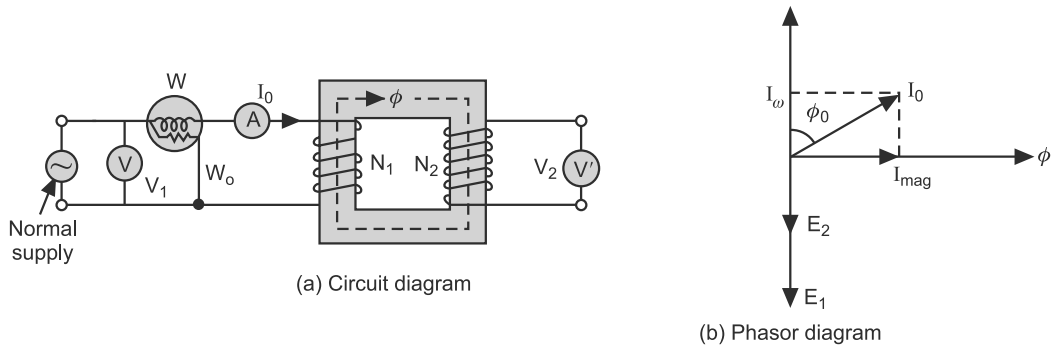 W
I0
A
ϕ
V
V1
Wo
N1
N2
V2
V'
Normal
supply
(a) Circuit diagram
Iω
ϕ0
I0
Imag
ϕ
E2
E1
(b) Phasor diagram